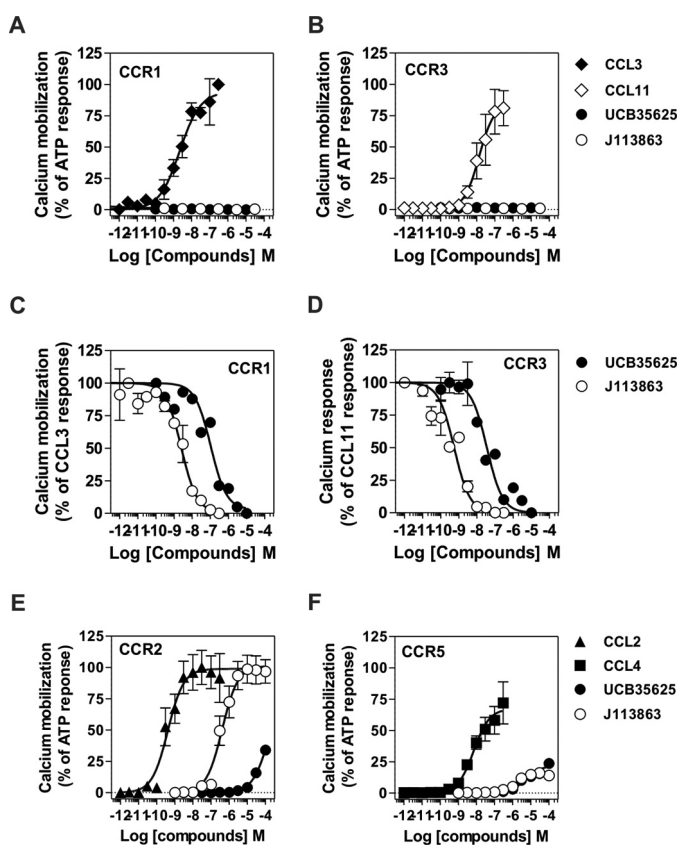 A
CCR1
Calcium mobilization
(% of ATP response)
125
100
75
50
25
0
-12 -11 -10 -9 -8 -7 -6 -5 -4
Log [Compounds] M
B
CCR3
Calcium mobilization
(% of ATP response)
125
100
75
50
25
0
-12 -11 -10 -9 -8 -7 -6 -5 -4
Log [Compounds] M
CCL3
CCL11
UCB35625
J113863
C
CCR1
Calcium mobilization
(% of CCL3 response)
125
100
75
50
25
0
-12 -11 -10 -9 -8 -7 -6 -5 -4
Log [Compounds] M
D
CCR3
Calcium response
(% of CCL11 response)
125
100
75
50
25
0
-12 -11 -10 -9 -8 -7 -6 -5 -4
Log [Compounds] M
UCB35625
J113863
E
CCR2
Calcium mobilization
(% of ATP reponse)
125
100
75
50
25
0
-12 -11 -10 -9 -8 -7 -6 -5 -4
Log [compounds] M
F
CCR5
Calcium mobilization
(% of ATP reponse)
125
100
75
50
25
0
-12 -11 -10 -9 -8 -7 -6 -5 -4
Log [compounds] M
CCL2
CCL4
UCB35625
J113863